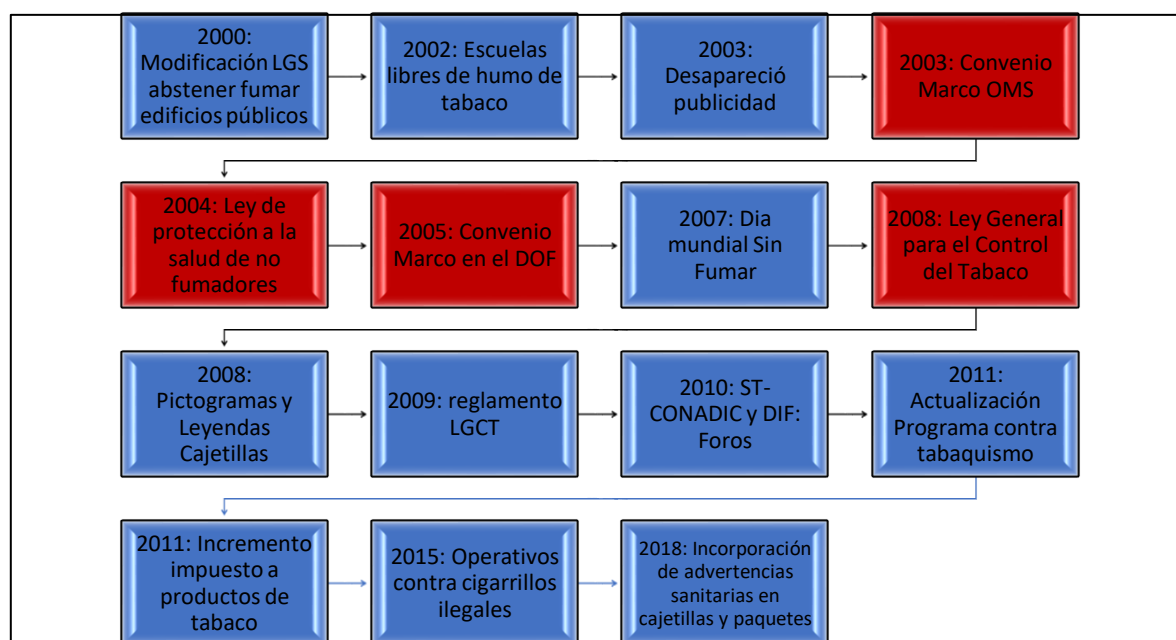 2000:
Modificación LGS
abstener fumar
edificios públicos
2002: Escuelas
libres de humo de
tabaco
2003:
Desapareció
publicidad
2003: Convenio
Marco OMS
2004: Ley de
protección a la
salud de no
fumadores
2005: Convenio
Marco en el DOF
2007: Dia
mundial Sin
Fumar
2008: Ley General
para el Control
del Tabaco
2008:
Pictogramas y
Leyendas
Cajetillas
2009: reglamento
LGCT
2010: ST-
CONADIC y DIF:
Foros
2011:
Actualización
Programa contra
tabaquismo
2011: Incremento
impuesto a
productos de
tabaco
2015: Operativos
contra cigarrillos
ilegales
2018: Incorporación
de advertencias
sanitarias en
cajetillas y paquetes